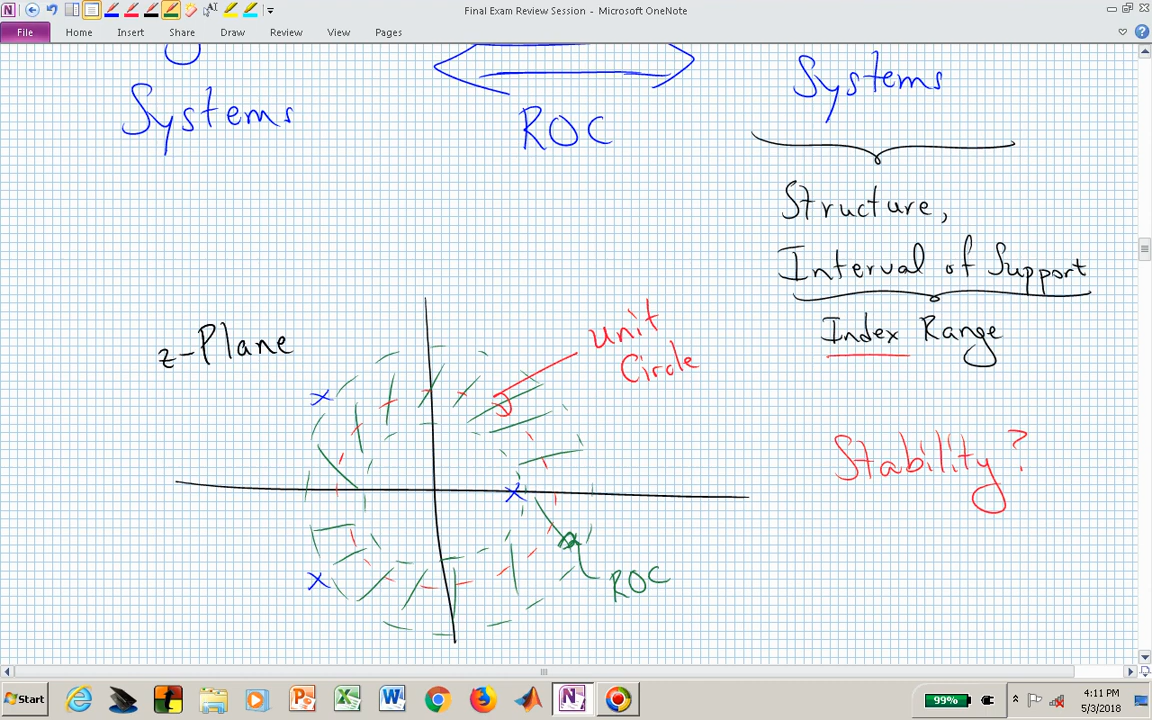 Final Exam Review Session - Microsoft OneNote
File Home Insert Share Draw Review View Pages
Systems
ROC
Systems
Structure,
Interval of Support
Index Range
z-Plane
Unit
Circle
Stability?
ROC
Start
99%
4:11 PM
5/3/2018